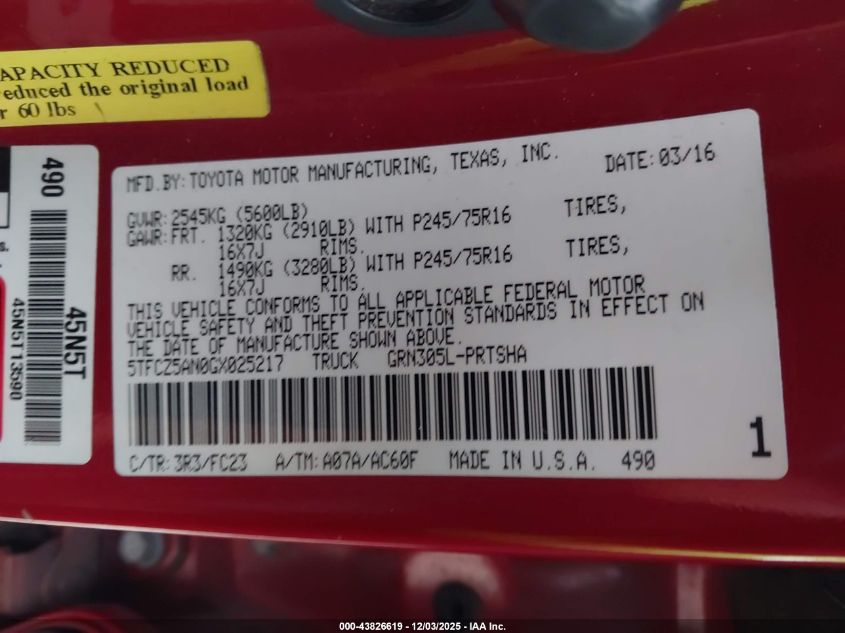 APACITY REDUCED
educed the original load
r 60 lbs
490
45N5T
45N5113590
MFD.BY:TOYOTA MOTOR MANUFACTURING, TEXAS, INC. DATE:03/16
GVWR:2545KG (5600LB)
GAWR:FRT. 1320KG (2910LB) WITH P245/75R16 TIRES,
16X7J RIMS.
RR. 1490KG (3280LB) WITH P245/75R16 TIRES,
16X7J RIMS.
THIS VEHICLE CONFORMS TO ALL APPLICABLE FEDERAL MOTOR
VEHICLE SAFETY AND THEFT PREVENTION STANDARDS IN EFFECT ON
THE DATE OF MANUFACTURE SHOWN ABOVE.
5TFCZ5AN0GX025217 TRUCK GRN305L-PRTSHA
C/TR:3R3/FC23 A/TM:A07A/AC60F MADE IN U.S.A. 490
1
000-43826619 - 12/03/2025 - IAA Inc.